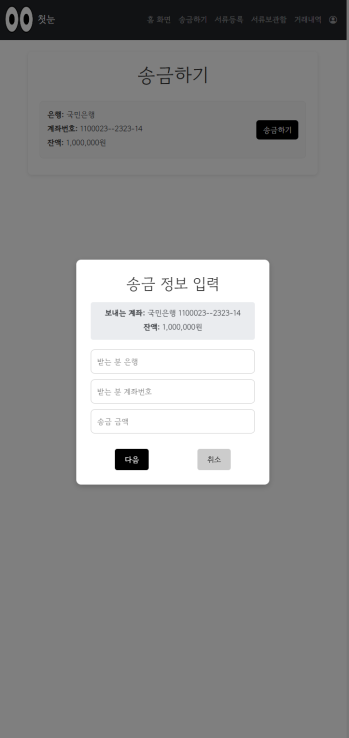 첫눈
홈 화면 송금하기 서류등록 서류보관함 거래내역
송금하기
은행: 국민은행
계좌번호: 1100023--2323-14
잔액: 1,000,000원
송금하기
송금 정보 입력
보내는 계좌: 국민은행 1100023--2323-14
잔액: 1,000,000원
받는 분 은행
받는 분 계좌번호
송금 금액
다음 취소